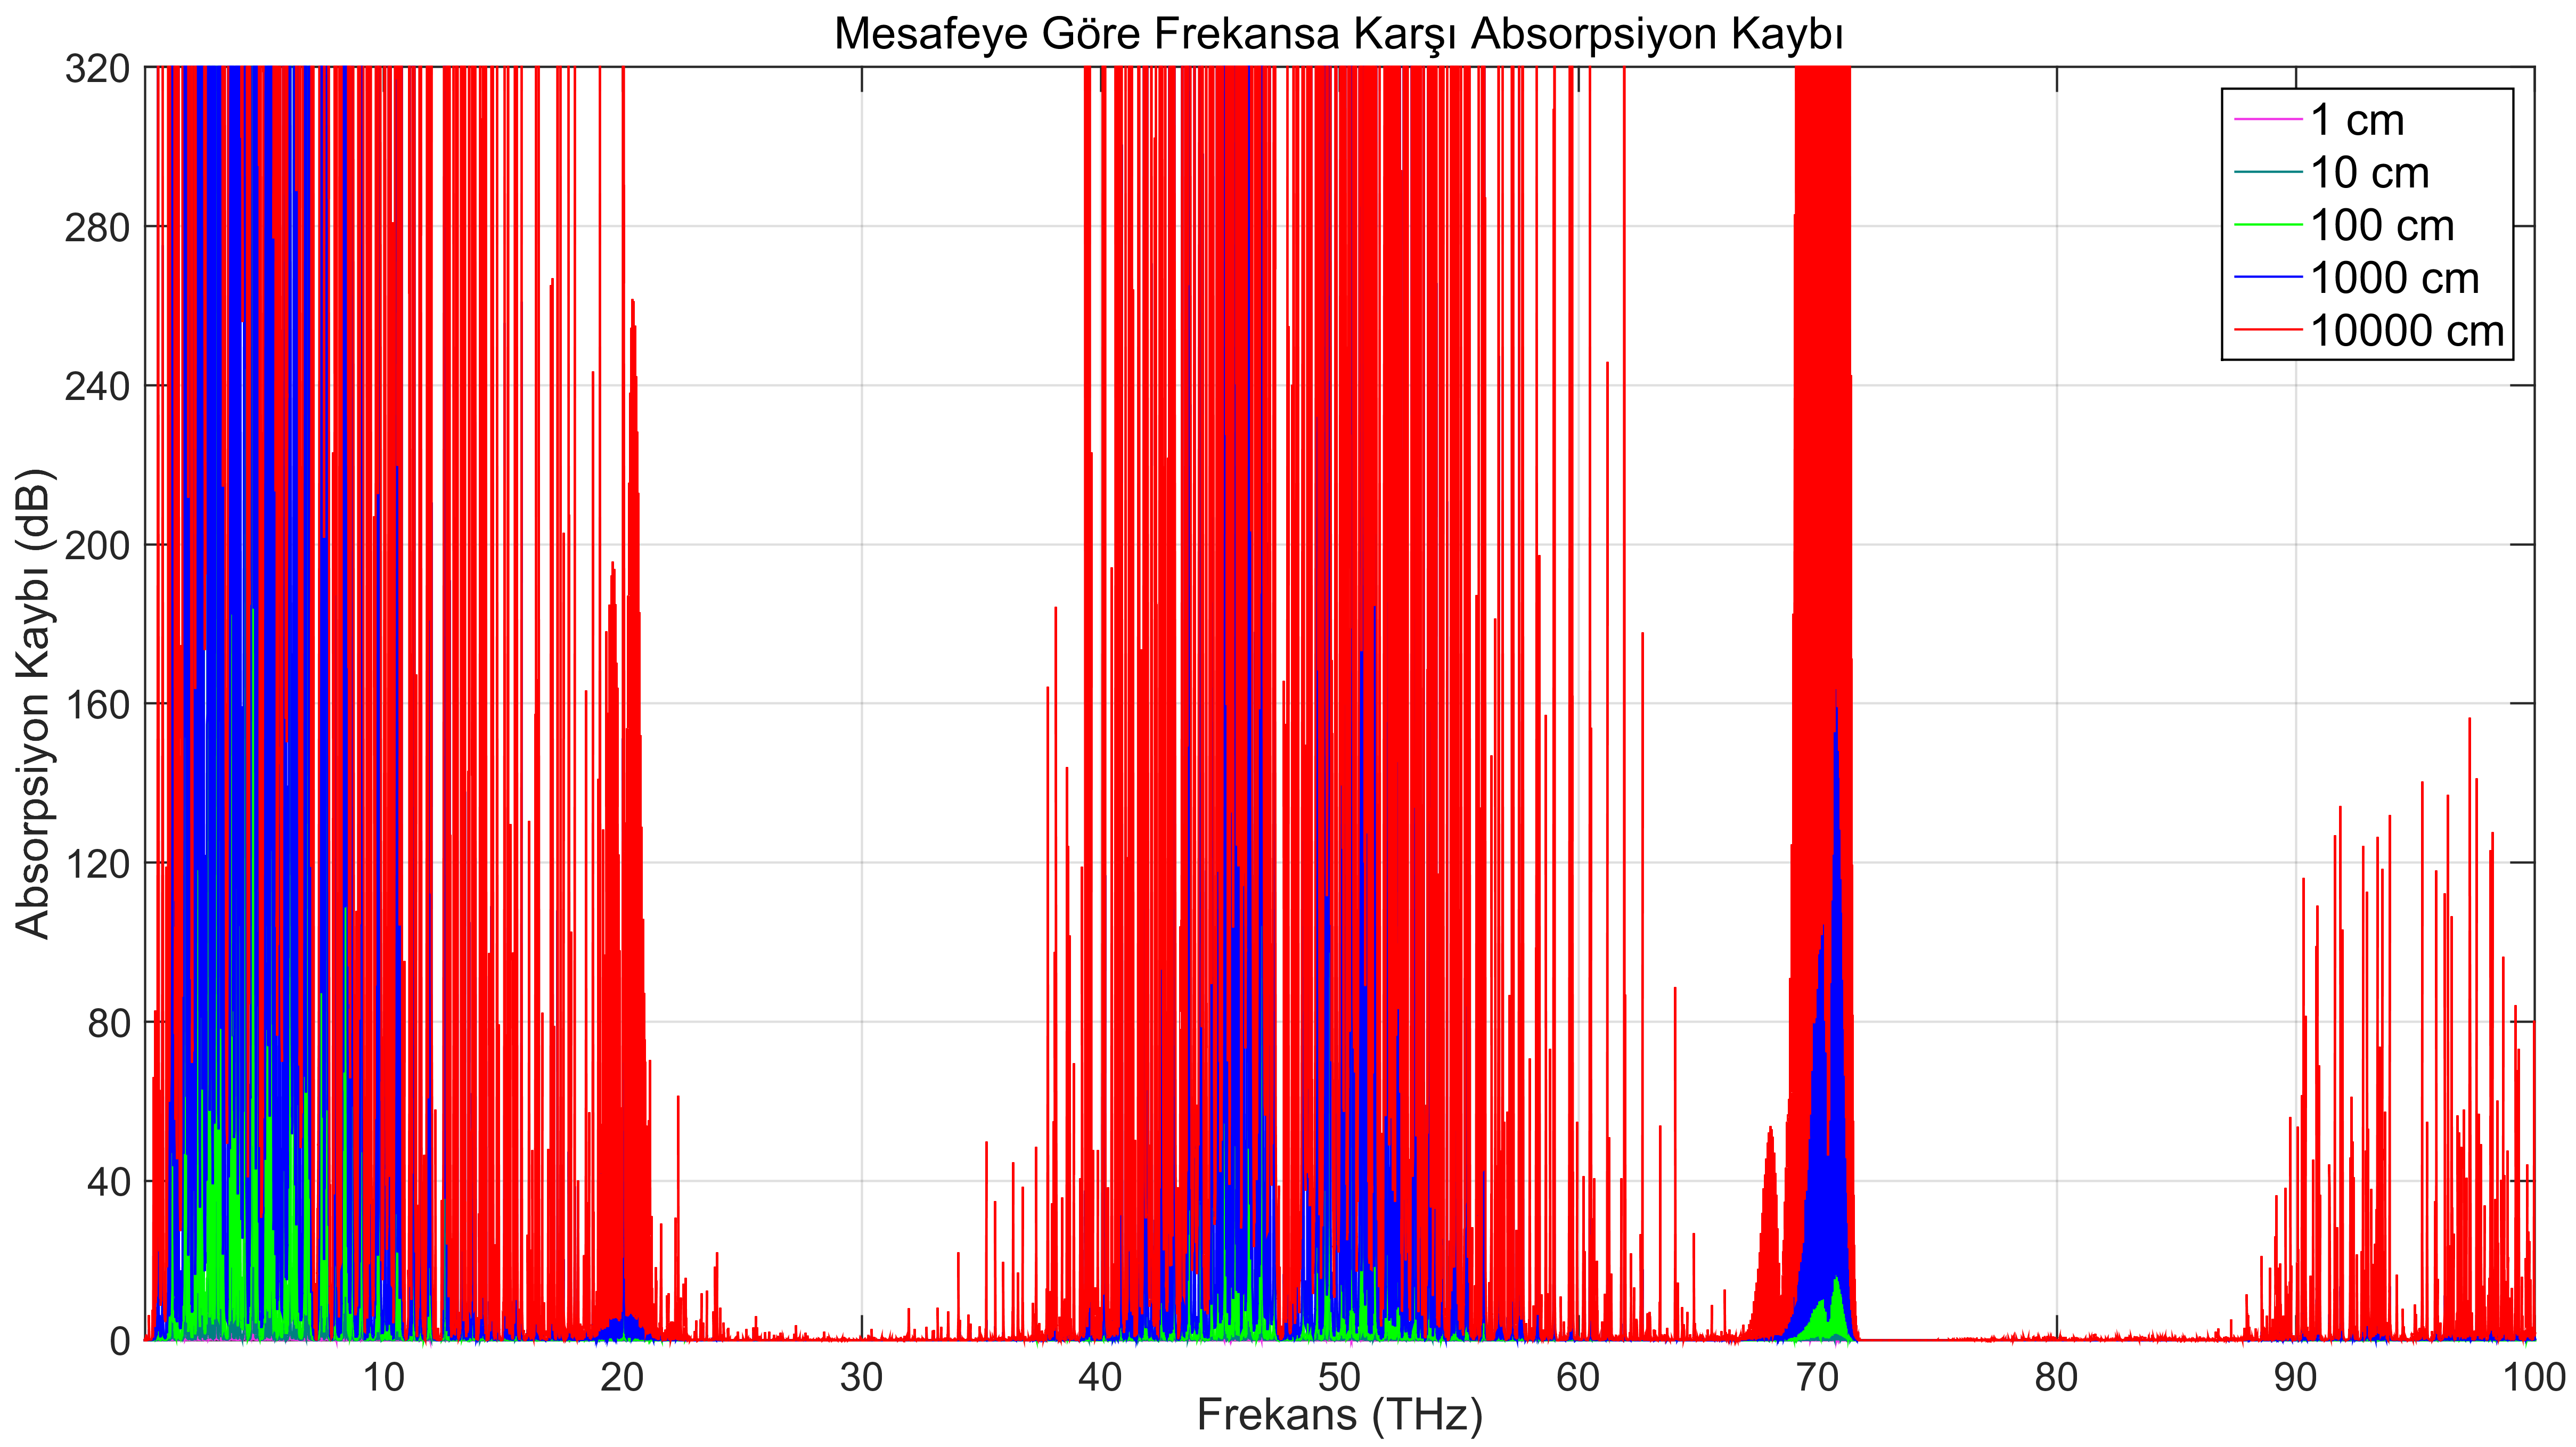 Mesafeye Göre Frekansa Karşı Absorpsiyon Kaybı
320
280
240
200
160
120
80
40
0
Absorpsiyon Kaybı (dB)
1 cm
10 cm
100 cm
1000 cm
10000 cm
10 20 30 40 50 60 70 80 90 100
Frekans (THz)